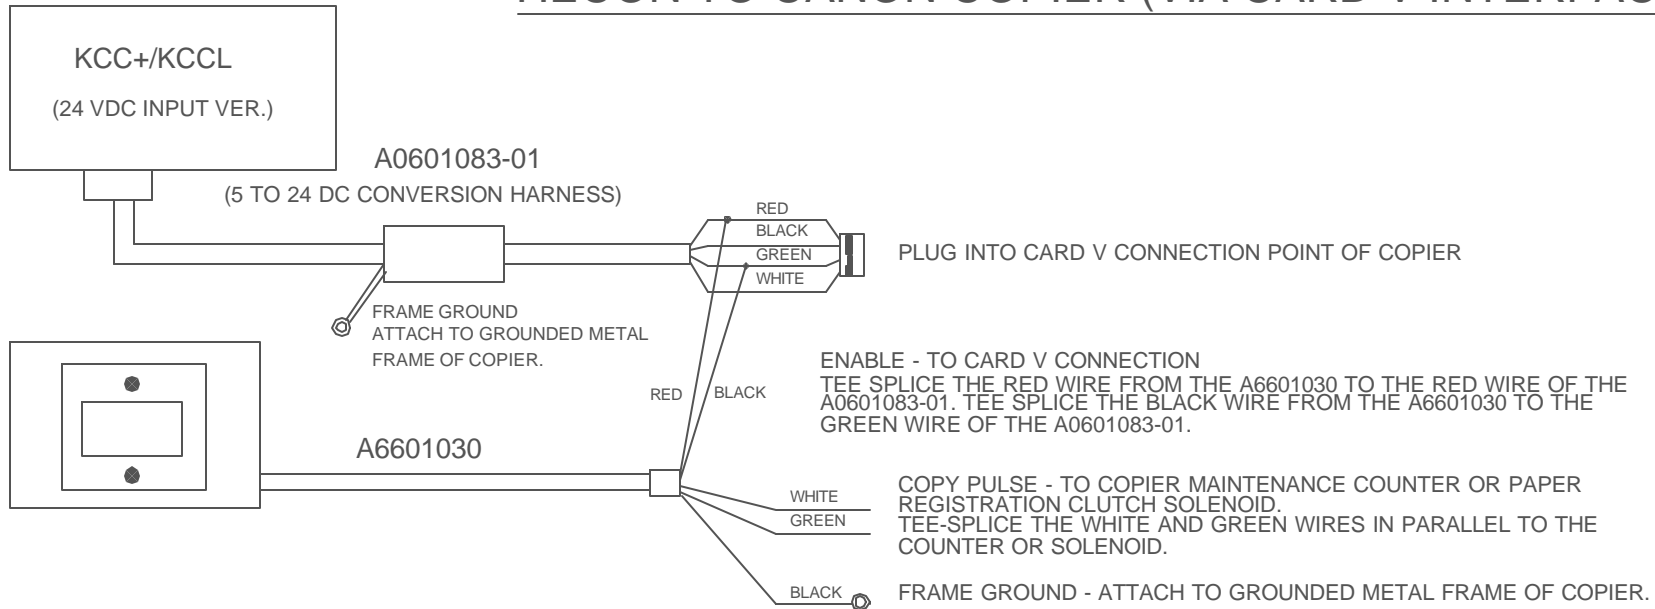 KCC+/KCCL
(24 VDC INPUT VER.)
A0601083-01
(5 TO 24 DC CONVERSION HARNESS)
RED
BLACK
GREEN
WHITE
PLUG INTO CARD V CONNECTION POINT OF COPIER
FRAME GROUND
ATTACH TO GROUNDED METAL
FRAME OF COPIER.
RED
BLACK
ENABLE - TO CARD V CONNECTION
TEE SPLICE THE RED WIRE FROM THE A6601030 TO THE RED WIRE OF THE
A0601083-01. TEE SPLICE THE BLACK WIRE FROM THE A6601030 TO THE
GREEN WIRE OF THE A0601083-01.
A6601030
WHITE
GREEN
COPY PULSE - TO COPIER MAINTENANCE COUNTER OR PAPER
REGISTRATION CLUTCH SOLENOID.
TEE-SPLICE THE WHITE AND GREEN WIRES IN PARALLEL TO THE
COUNTER OR SOLENOID.
BLACK
FRAME GROUND - ATTACH TO GROUNDED METAL FRAME OF COPIER.